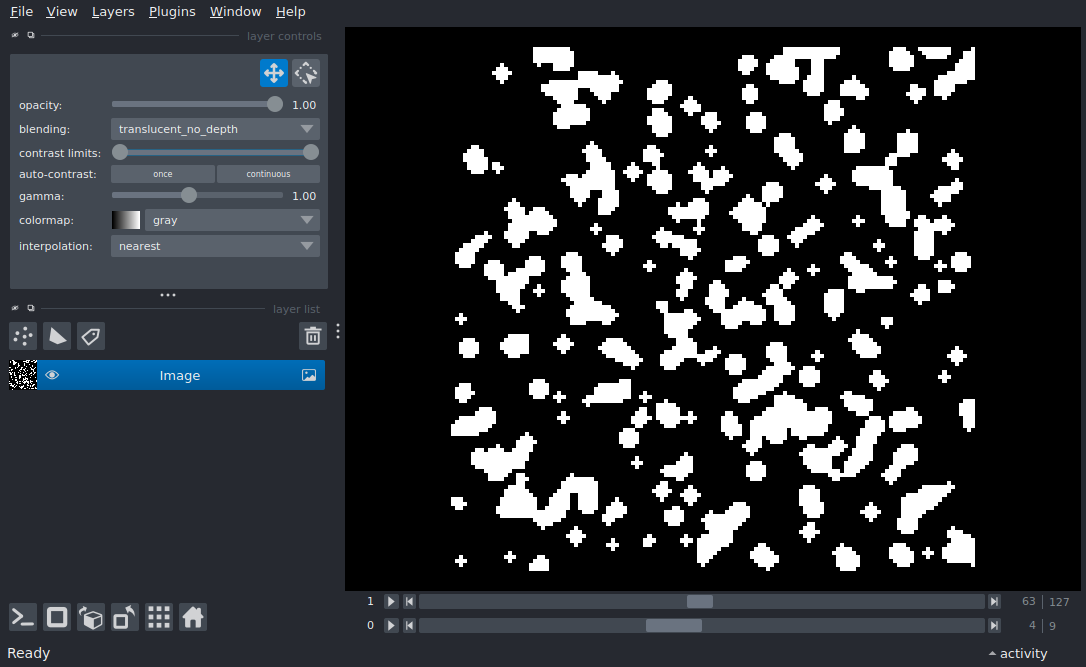 File View Layers Plugins Window Help
layer controls
opacity: 1.00
blending: translucent_no_depth
contrast limits:
auto-contrast: once continuous
gamma: 1.00
colormap: gray
interpolation: nearest
layer list
Image
1 63 127
0 4 9
Ready activity